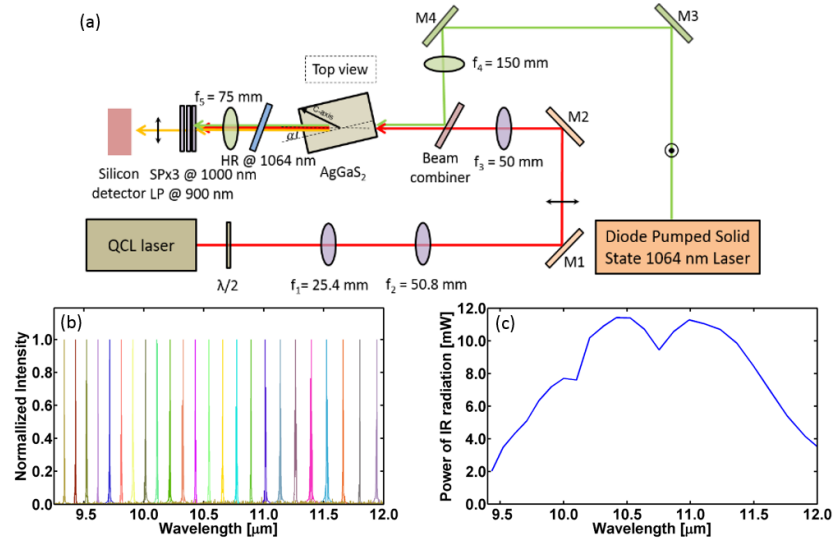 (a)
M4
M3
f₄ = 150 mm
Top view
f₅ = 75 mm
C-axis
M2
HR @ 1064 nm
AgGaS₂
Beam
combiner
f₃ = 50 mm
Silicon
detector
SPx3 @ 1000 nm
LP @ 900 nm
QCL laser
λ/2
f₁ = 25.4 mm
f₂ = 50.8 mm
M1
Diode Pumped Solid
State 1064 nm Laser
(b)
Normallized Intensity
1.0
0.8
0.6
0.4
0.2
0.0
9.5
10.0
10.5
11.0
11.5
12.0
Wavelength [μm]
(c)
Power of IR radiation [mW]
12.0
10.0
8.0
6.0
4.0
2.0
0.0
9.5
10.0
10.5
11.0
11.5
12.0
Wavelength [μm]